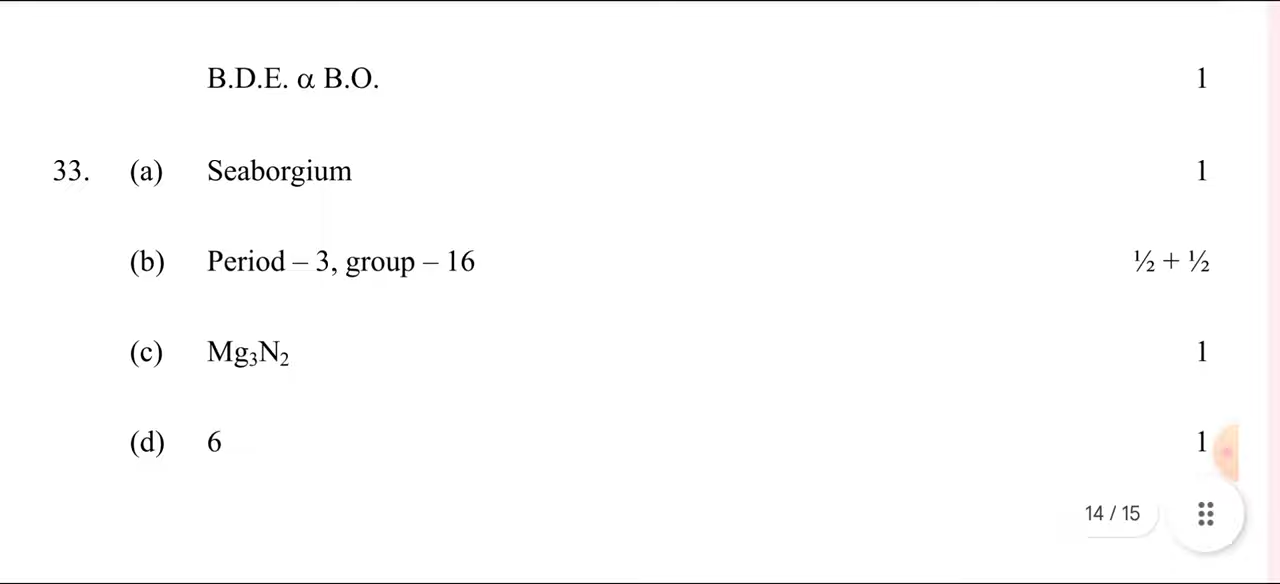 B.D.E. α B.O. 1
33. (a) Seaborgium 1
(b) Period – 3, group – 16 ½ + ½
(c) Mg₃N₂ 1
(d) 6 1
14 / 15